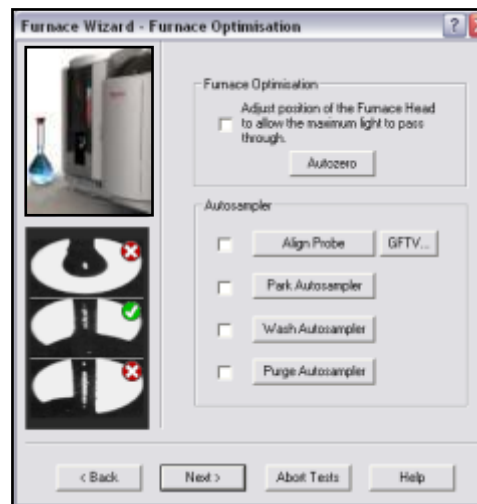 Furnace Wizard - Furnace Optimisation
?
Furnace Optimisation
Adjust position of the Furnace Head
to allow the maximum light to pass
through.
Autozero
Autosampler
Align Probe
GFTV...
Park Autosampler
Wash Autosampler
Purge Autosampler
< Back
Next >
Abort Tests
Help